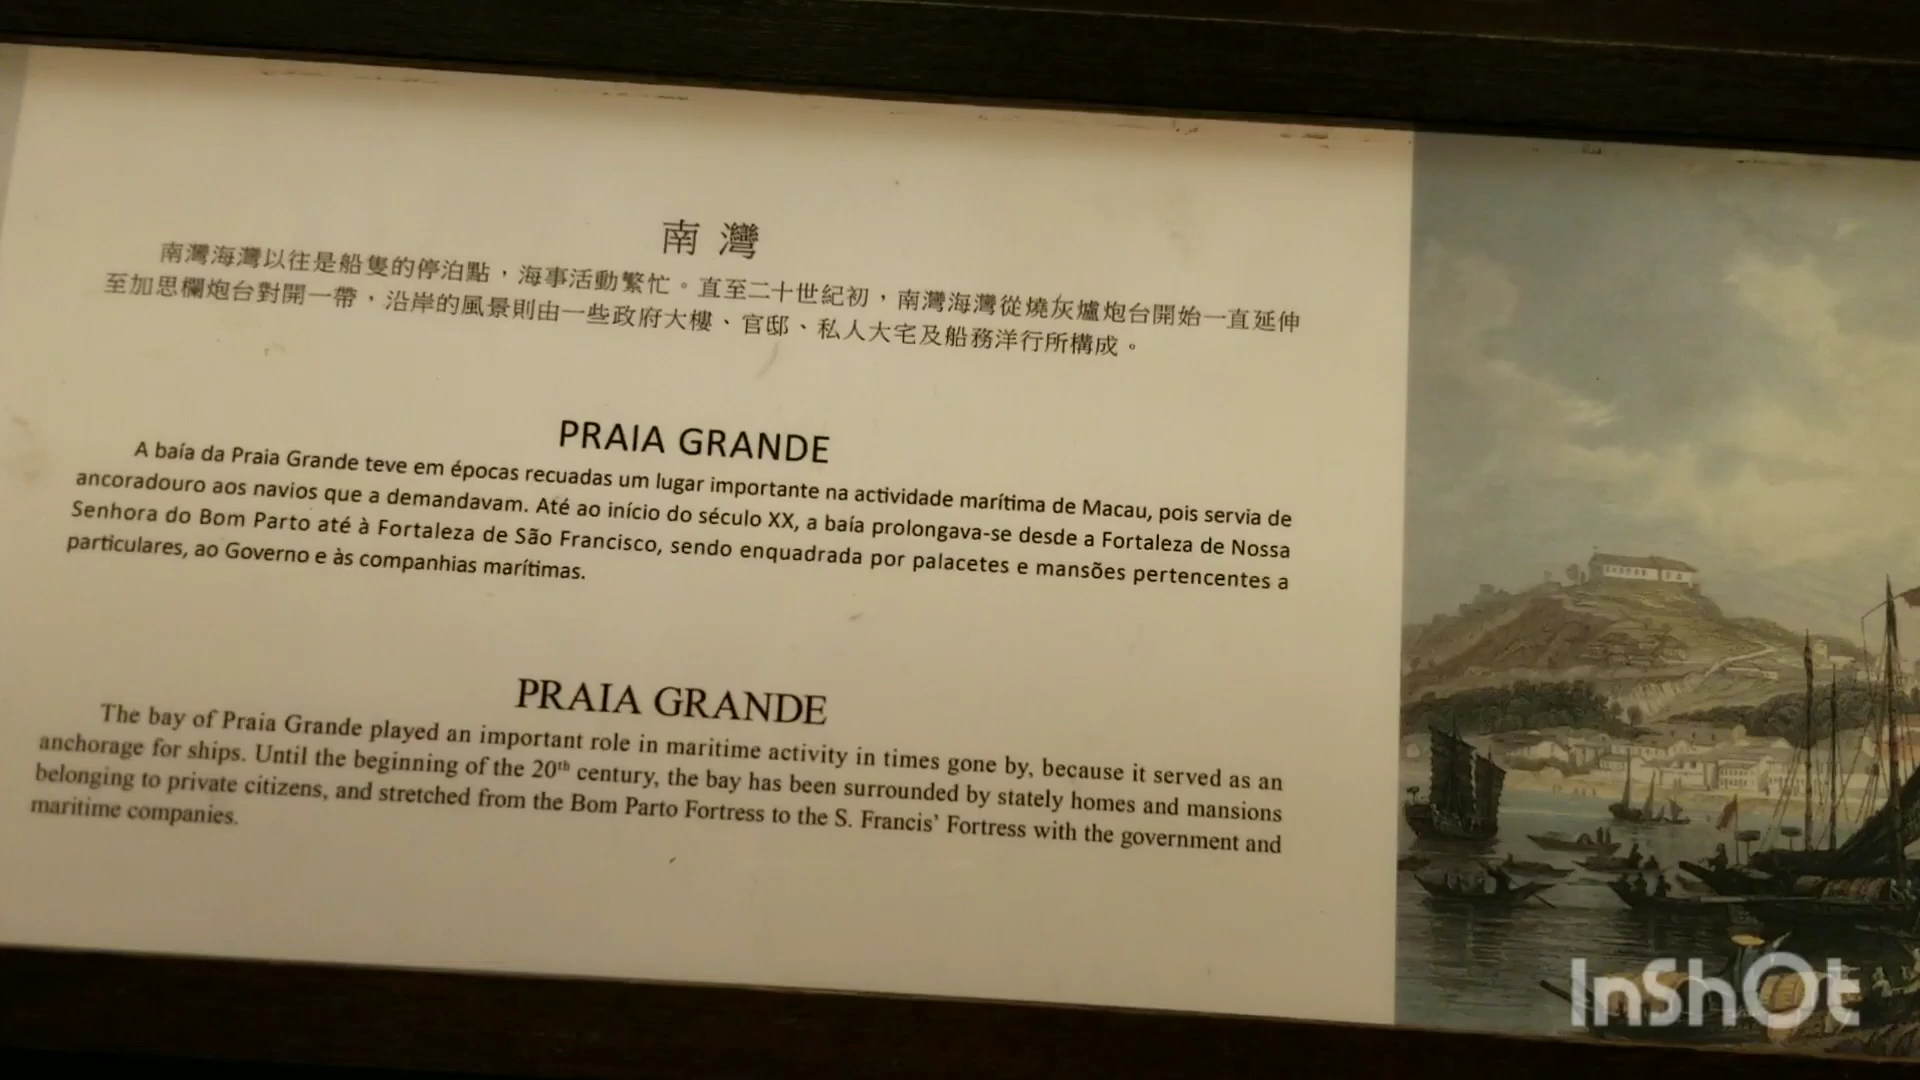 南灣
南灣海灣以往是船隻的停泊點，海事活動繁忙。直至二十世紀初，南灣海灣從燒灰爐炮台開始一直延伸
至加思欄炮台對開一帶，沿岸的風景則由一些政府大樓、官邸、私人大宅及船務洋行所構成。
PRAIA GRANDE
A baía da Praia Grande teve em épocas recuadas um lugar importante na actividade marítima de Macau, pois servia de
ancoradouro aos navios que a demandavam. Até ao início do século XX, a baía prolongava-se desde a Fortaleza de Nossa
Senhora do Bom Parto até à Fortaleza de São Francisco, sendo enquadrada por palacetes e mansões pertencentes a
particulares, ao Governo e às companhias marítimas.
PRAIA GRANDE
The bay of Praia Grande played an important role in maritime activity in times gone by, because it served as an
anchorage for ships. Until the beginning of the 20th century, the bay has been surrounded by stately homes and mansions
belonging to private citizens, and stretched from the Bom Parto Fortress to the S. Francis' Fortress with the government and
maritime companies.
InShOt